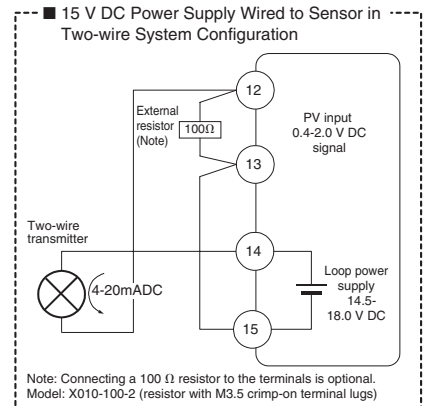 ■ 15 V DC Power Supply Wired to Sensor in
Two-wire System Configuration
12
External
resistor
(Note)
100Ω
PV input
0.4-2.0 V DC
signal
13
Two-wire
transmitter
14
4-20mADC
Loop power
supply
14.5-
18.0 V DC
15
Note: Connecting a 100 Ω resistor to the terminals is optional.
Model: X010-100-2 (resistor with M3.5 crimp-on terminal lugs)